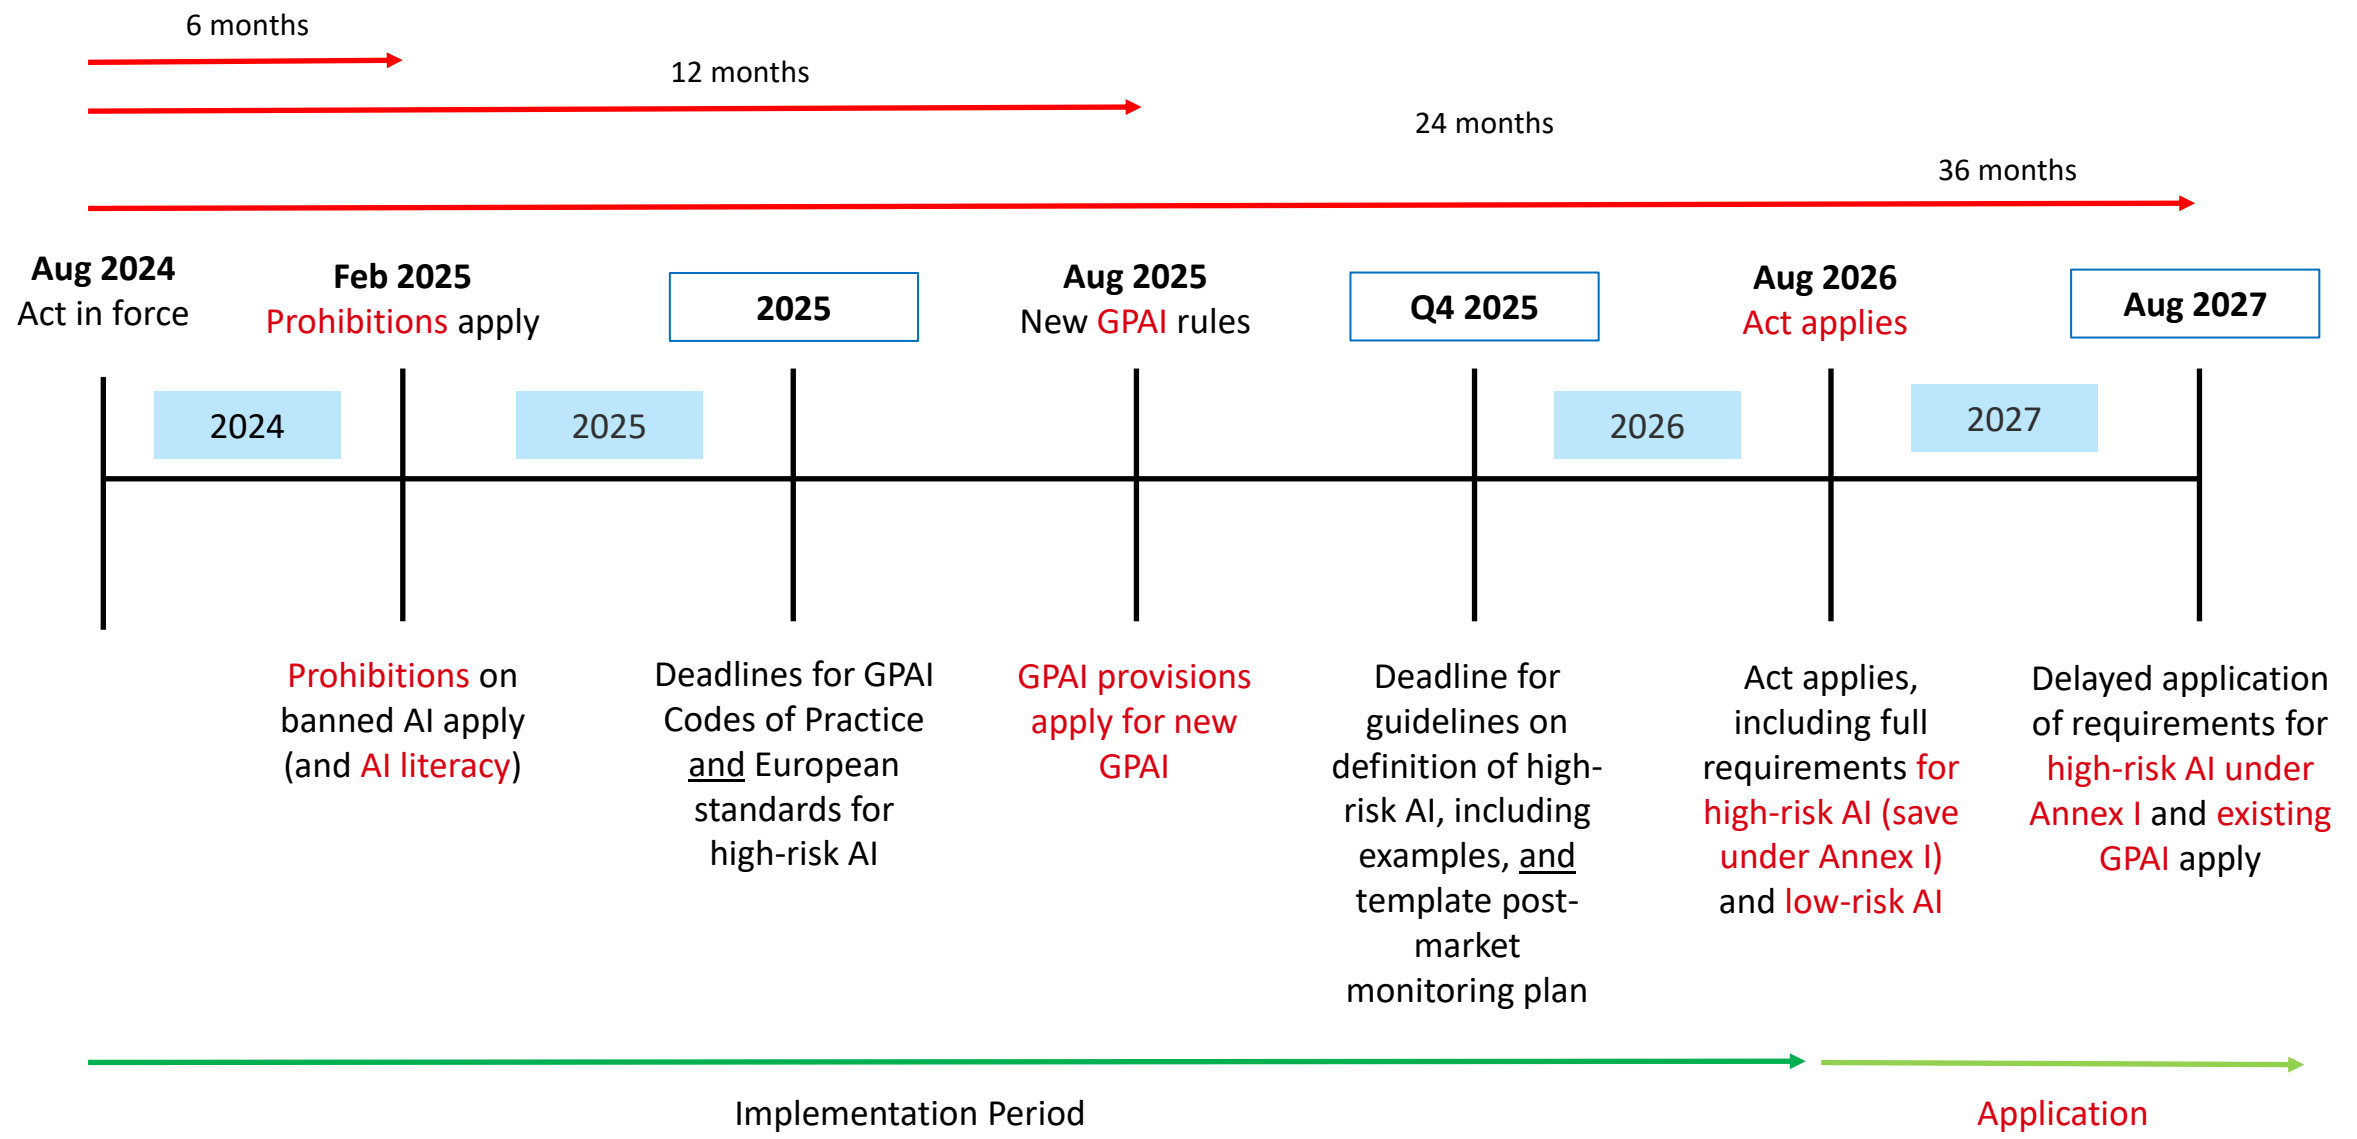 6 months
12 months
24 months
36 months
Aug 2024
Act in force
Feb 2025
Prohibitions apply
2025
Aug 2025
New GPAI rules
Q4 2025
Aug 2026
Act applies
Aug 2027
2024
2025
2026
2027
Prohibitions on
banned AI apply
(and AI literacy)
Deadlines for GPAI
Codes of Practice
and European
standards for
high-risk AI
GPAI provisions
apply for new
GPAI
Deadline for
guidelines on
definition of high-
risk AI, including
examples, and
template post-
market
monitoring plan
Act applies,
including full
requirements for
high-risk AI (save
under Annex I)
and low-risk AI
Delayed application
of requirements for
high-risk AI under
Annex I and existing
GPAI apply
Implementation Period
Application